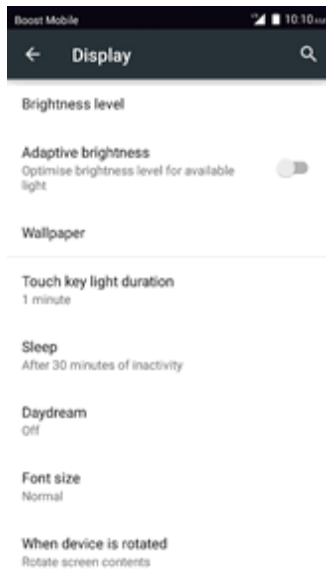 Boost Mobile 10:10 AM
Display
Brightness level
Adaptive brightness
Optimise brightness level for available
light
Wallpaper
Touch key light duration
1 minute
Sleep
After 30 minutes of inactivity
Daydream
Off
Font size
Normal
When device is rotated
Rotate screen contents